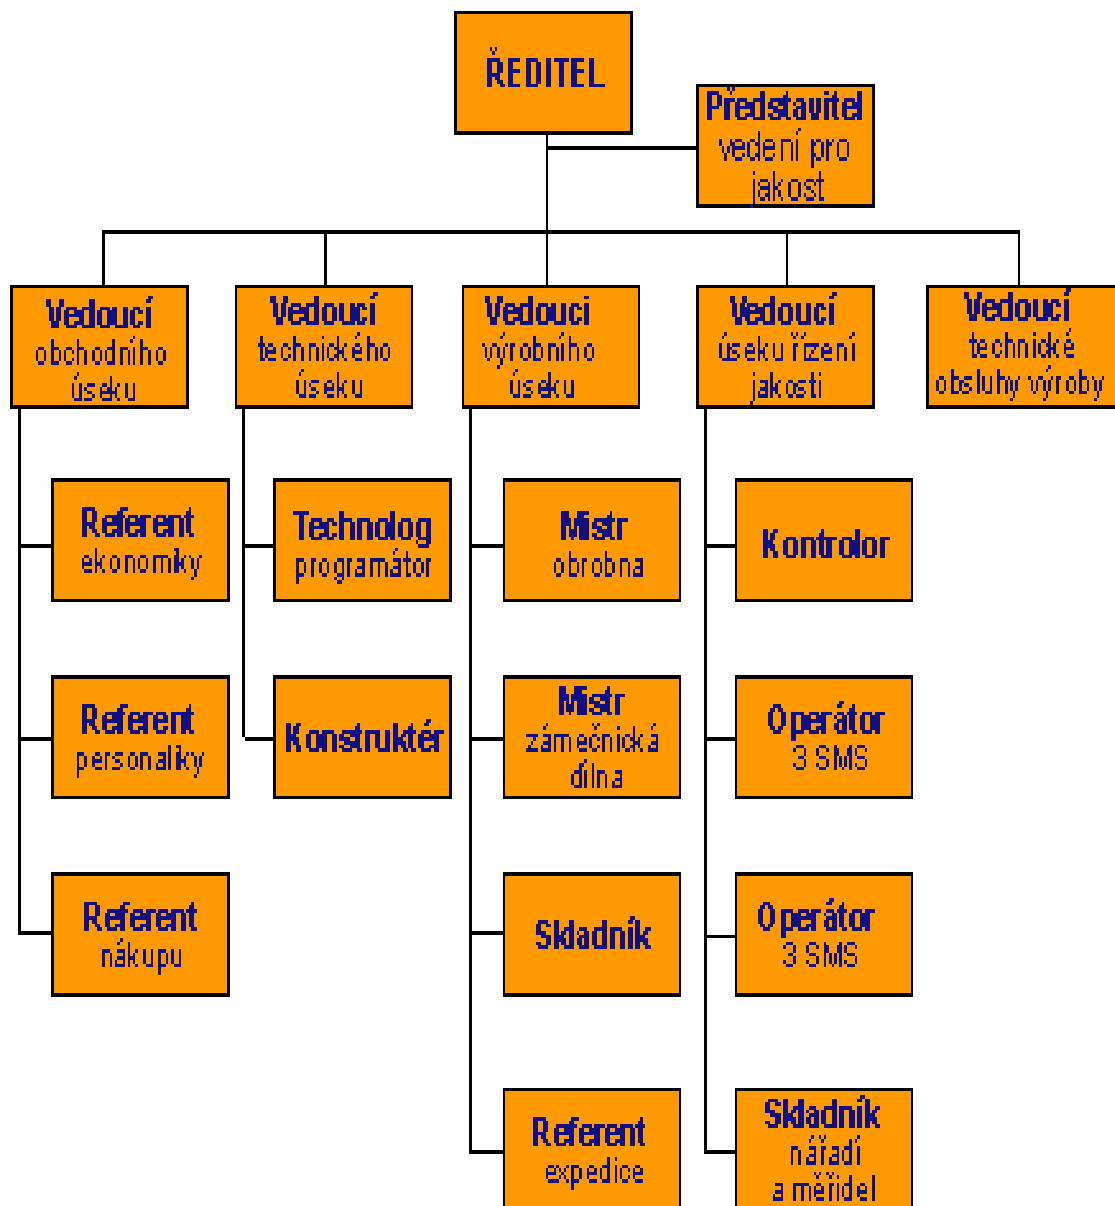 ŘEDITEL
Představitel
vedení pro
jakost
Vedoucí
obchodního
úseku
Vedoucí
technického
úseku
Vedouci
výrobního
úseku
Vedoucí
úseku řízení
jakosti
Vedoucí
technické
obsluhy výroby
Referent
ekonomiky
Technolog
programátor
Mistr
obrobna
Kontrolor
Referent
personaliky
Konstruktér
Mistr
zámečnická
dílna
Operátor
3 SMS
Referent
nákupu
Skladník
Operátor
3 SMS
Referent
expedice
Skladník
nářadí
a měřidel